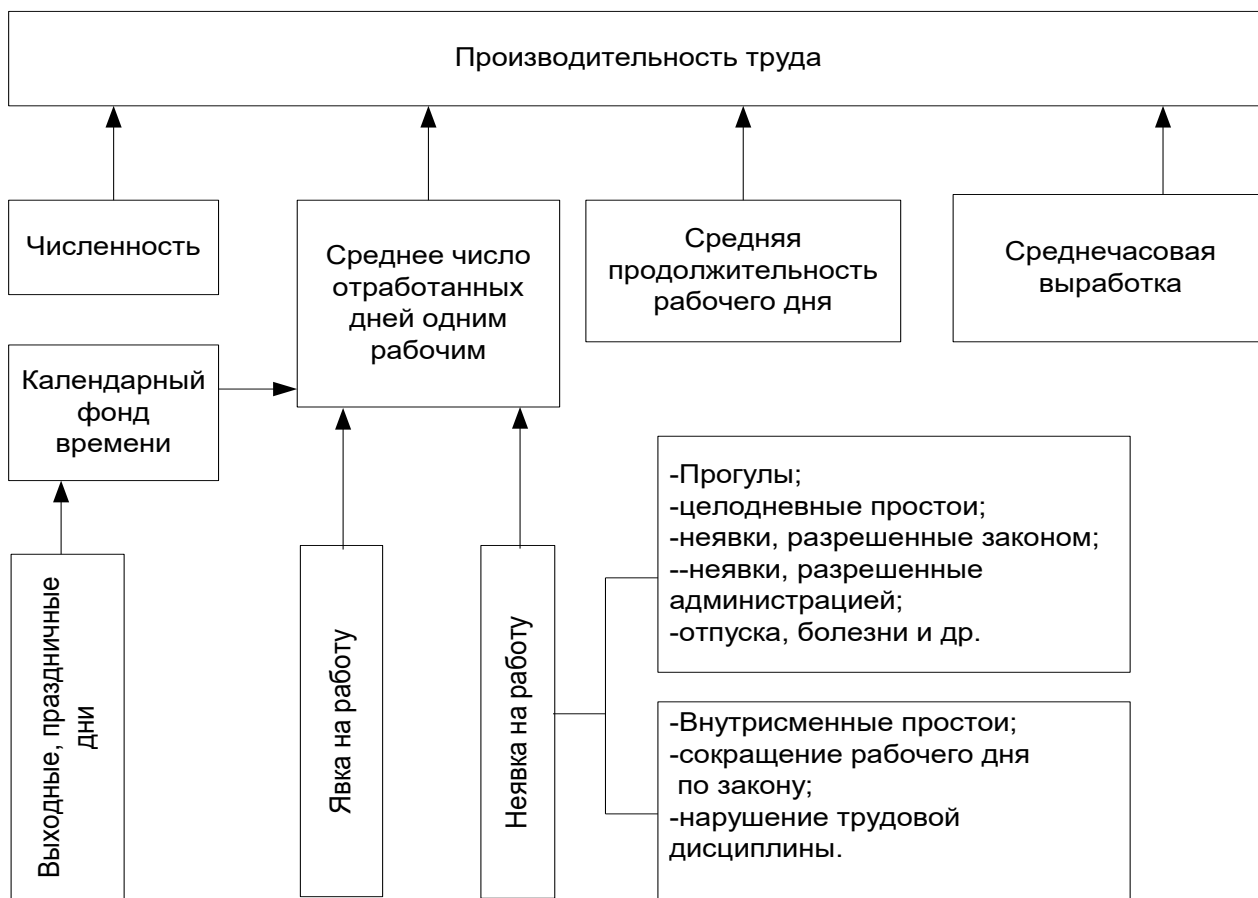 Производительность труда
Численность
Среднее число
отработанных
дней одним
рабочим
Средняя
продолжительность
рабочего дня
Среднечасовая
выработка
Календарный
фонд
времени
Выходные, праздничные
дни
Явка на работу
Неявка на работу
-Прогулы;
-целодневные простои;
-неявки, разрешенные законом;
--неявки, разрешенные
администрацией;
-отпуска, болезни и др.
-Внутрисменные простои;
-сокращение рабочего дня
по закону;
-нарушение трудовой
дисциплины.